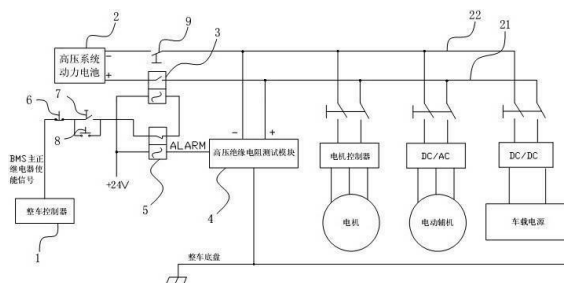 2
9
3
22
21
高压系统
动力电池
-
+
6
7
8
ALARM
- +
BMS主正
继电器使
能信号
+24V
5
高压绝缘电阻测试模块
4
电机控制器
DC/AC
DC/DC
整车控制器
1
电机
电动辅机
车载电源
整车底盘